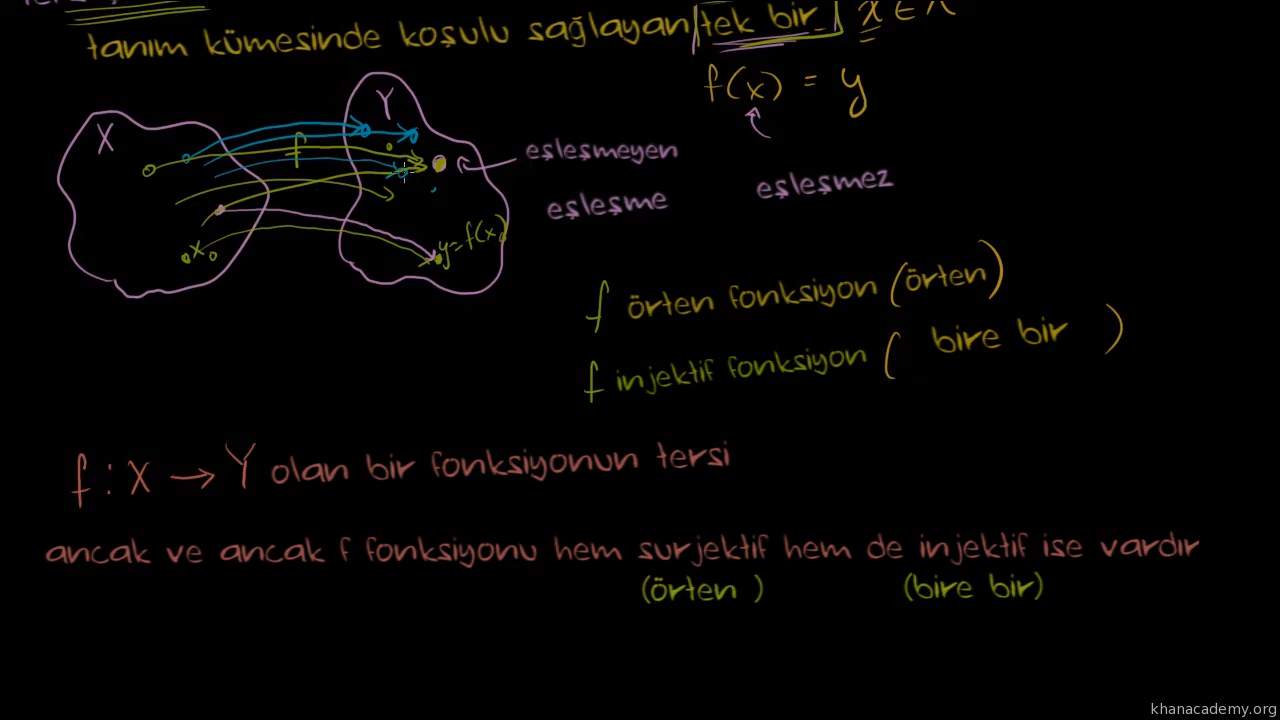 tanım kümesinde koşulu sağlayan tek bir x ∈ X
f(x) = y
X
Y
f
eşleşmeyen
eşleşme
eşleşmez
x
y=f(x)
f örten fonksiyon (örten)
f injektif fonksiyon ( bire bir )
f : X → Y olan bir fonksiyonun tersi
ancak ve ancak f fonksiyonu hem surjektif hem de injektif ise vardır
(örten ) (bire bir)
khanacademy.org